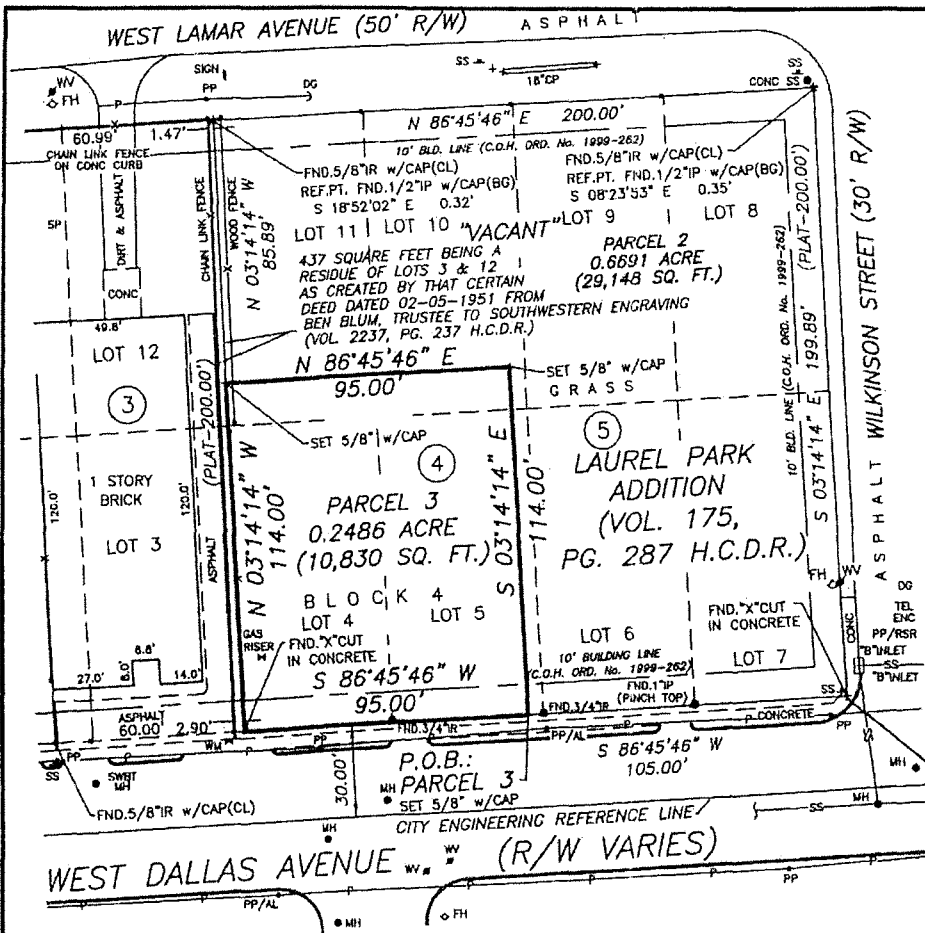 WEST LAMAR AVENUE (50' R/W)
ASPHALT
SIGN
PP
DG
SS
18"CP
SS
SS
CONC
WV
FH
P
60.99'
1.47'
N 86°45'46" E 200.00'
10' BLD. LINE (C.O.H. ORD. No. 1999-262)
CHAIN LINK FENCE
ON CONC CURB
FND.5/8"IR w/CAP(CL)
REF.PT. FND.1/2"IP w/CAP(BG)
S 18°52'02" E 0.32'
FND.5/8"IR w/CAP(CL)
REF.PT. FND.1/2"IP w/CAP(BG)
S 08°23'53" E 0.35'
SP
DIRT & ASPHALT
CHAIN LINK FENCE
WOOD FENCE
N 03°14'14" W
85.89'
LOT 11
LOT 10
"VACANT"
LOT 9
LOT 8
437 SQUARE FEET BEING A
RESIDUE OF LOTS 3 & 12
AS CREATED BY THAT CERTAIN
DEED DATED 02-05-1951 FROM
BEN BLUM, TRUSTEE TO SOUTHWESTERN ENGRAVING
(VOL. 2237, PG. 237 H.C.D.R.)
PARCEL 2
0.6691 ACRE
(29,148 SQ. FT.)
10' BLD. LINE (C.O.H. ORD. No. 1999-262)
(PLAT-200.00')
S 03°14'14" E 199.89'
WILKINSON STREET (30' R/W)
ASPHALT
CONC
49.8'
LOT 12
3
(PLAT-200.00')
N 86°45'46" E
95.00'
SET 5/8" w/CAP
GRASS
SET 5/8" w/CAP
4
5
LAUREL PARK
ADDITION
(VOL. 175,
PG. 287 H.C.D.R.)
1 STORY
BRICK
120.0'
120.0'
LOT 3
ASPHALT
N 03°14'14" W
114.00'
PARCEL 3
0.2486 ACRE
(10,830 SQ. FT.)
S 03°14'14" E
114.00'
BLOCK 4
LOT 4
LOT 5
GAS
RISER
FND."X"CUT
IN CONCRETE
S 86°45'46" W
95.00'
LOT 6
10' BUILDING LINE
(C.O.H. ORD. No. 1999-262)
FND.1"IP
(PINCH TOP)
LOT 7
FND."X"CUT
IN CONCRETE
FH
WV
DG
TEL
ENC
PP/RSR
"B"INLET
SS
"B"INLET
CONC
27.0'
6.0'
8.8'
14.0'
ASPHALT
60.00'
2.90'
WM
PP
FND.3/4"IR
FND.3/4"IR
PP/AL
CONCRETE
SS
PP
S 86°45'46" W
105.00'
SS
PP
SWBT
MH
30.00'
P.O.B.:
PARCEL 3
MH
SET 5/8" w/CAP
FND.5/8"IR w/CAP(CL)
CITY ENGINEERING REFERENCE LINE
SS
MH
MH
MH
WEST DALLAS AVENUE
WV
WV
(R/W VARIES)
PP/AL
P
PP
MH
FH